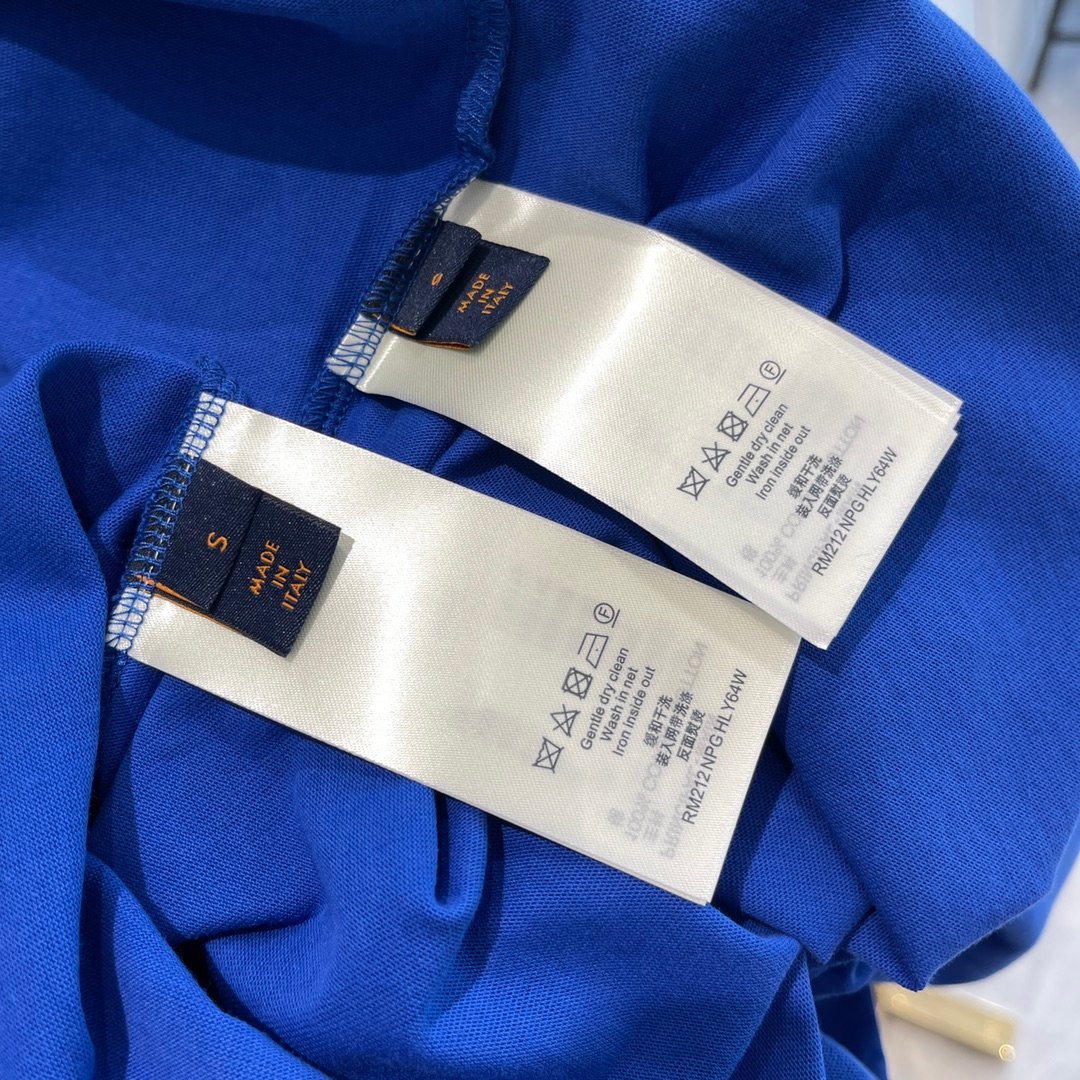 0
MADE
IN
ITALY
F
Gentle dry clean
Wash in net
Iron inside out
缓和干洗
装入网带洗涤
反面熨烫
RM212 NPG HLY64W
S
MADE
IN
ITALY
F
Gentle dry clean
Wash in net
Iron inside out
缓和干洗
装入网带洗涤
反面熨烫
RM212 NPG HLY64W